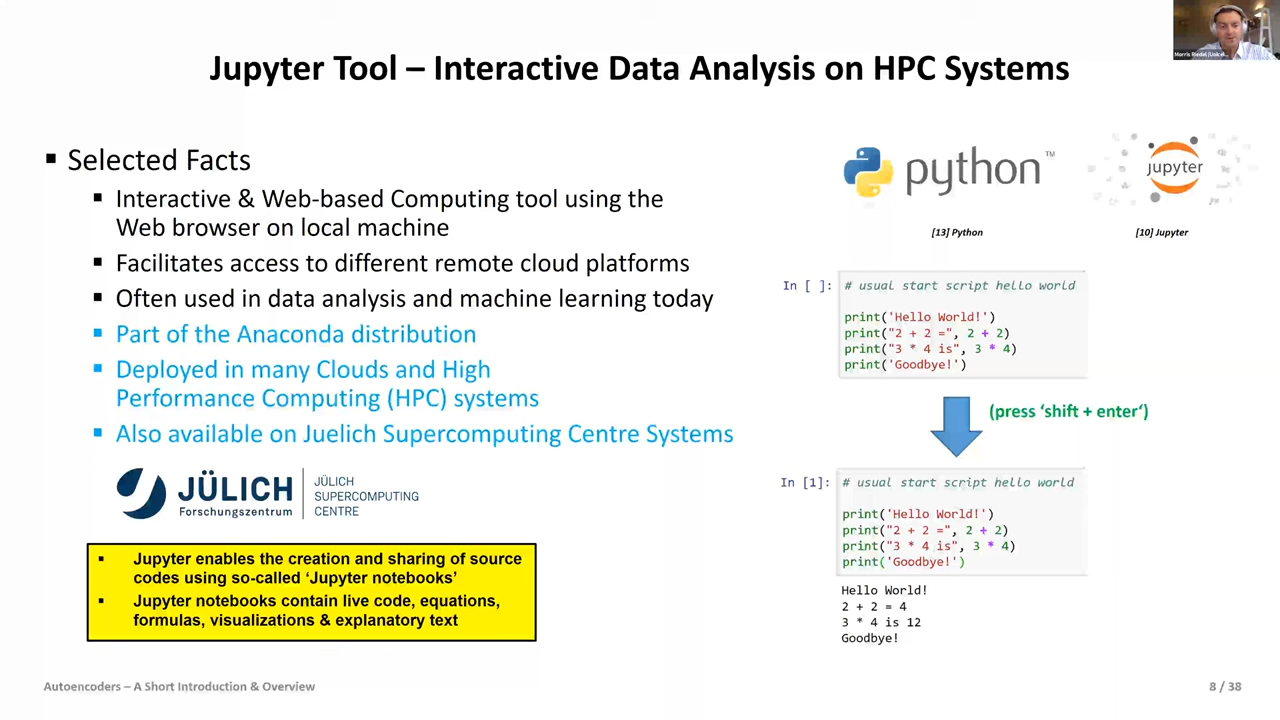 Jupyter Tool – Interactive Data Analysis on HPC Systems
▪ Selected Facts
▪ Interactive & Web-based Computing tool using the
Web browser on local machine
▪ Facilitates access to different remote cloud platforms
▪ Often used in data analysis and machine learning today
▪ Part of the Anaconda distribution
▪ Deployed in many Clouds and High
Performance Computing (HPC) systems
▪ Also available on Juelich Supercomputing Centre Systems
JÜLICH
Forschungszentrum
JÜLICH
SUPERCOMPUTING
CENTRE
▪ Jupyter enables the creation and sharing of source
codes using so-called ‘Jupyter notebooks’
▪ Jupyter notebooks contain live code, equations,
formulas, visualizations & explanatory text
python™
jupyter
[13] Python
[10] Jupyter
In [ ]: # usual start script hello world
print('Hello World!')
print("2 + 2 =", 2 + 2)
print("3 * 4 is", 3 * 4)
print('Goodbye!')
(press ‘shift + enter‘)
In [1]: # usual start script hello world
print('Hello World!')
print("2 + 2 =", 2 + 2)
print("3 * 4 is", 3 * 4)
print('Goodbye!')
Hello World!
2 + 2 = 4
3 * 4 is 12
Goodbye!
Autoencoders – A Short Introduction & Overview
8 / 38
Morris Riedel